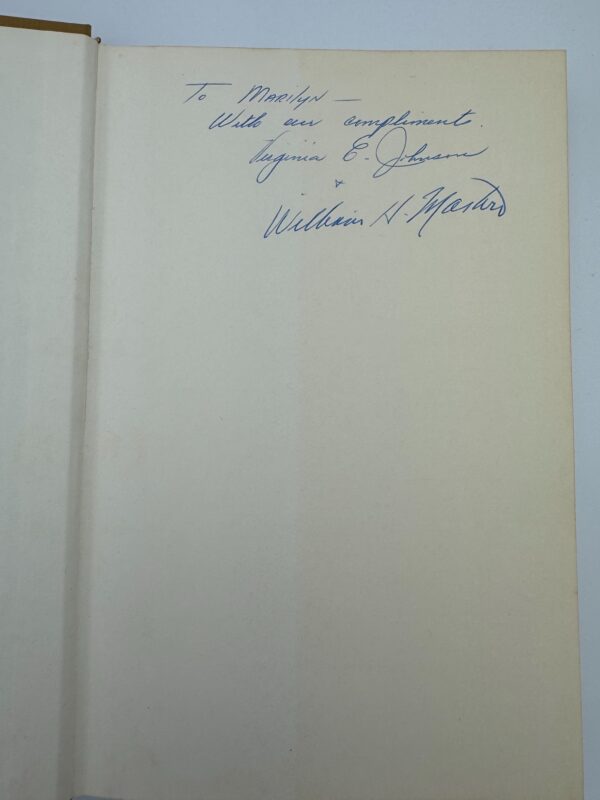 To Marilyn —
With our compliments.
Virginia E. Johnson
+
William H. Masters